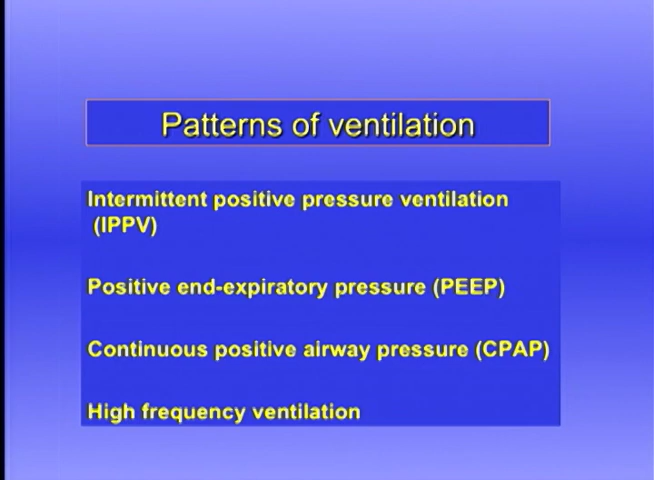 Patterns of ventilation
Intermittent positive pressure ventilation
(IPPV)
Positive end-expiratory pressure (PEEP)
Continuous positive airway pressure (CPAP)
High frequency ventilation